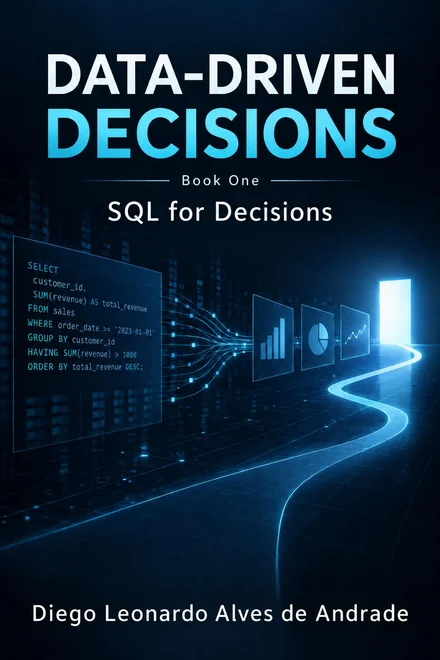 DATA-DRIVEN
DECISIONS
Book One
SQL for Decisions
SELECT
customer_id,
SUM(revenue) AS total_revenue
FROM sales
WHERE order_date >= '2023-01-01'
GROUP BY customer_id
HAVING SUM(revenue) > 1000
ORDER BY total_revenue DESC;
Diego Leonardo Alves de Andrade